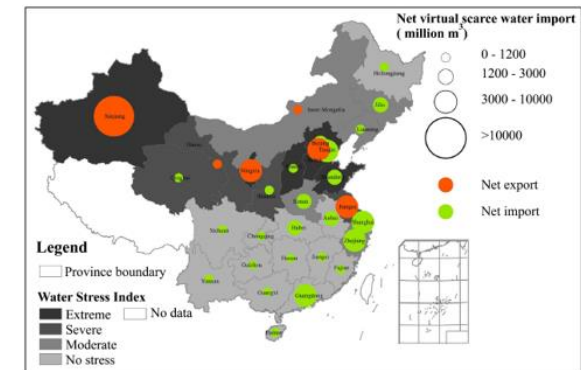 Net virtual scarce water import
( million m³)
0 - 1200
1200 - 3000
3000 - 10000
>10000
Net export
Net import
Heilongjiang
Jilin
Liaoning
Inner Mongolia
Xinjiang
Gansu
Beijing
Tianjin
Ningxia
Qinghai
Shandong
Shaanxi
Henan
Jiangsu
Anhui
Shanghai
Sichuan
Chongqing
Hubei
Zhejiang
Guizhou
Hunan
Jiangxi
Fujian
Yunnan
Guangxi
Guangdong
Hainan
Legend
Province boundary
Water Stress Index
Extreme
No data
Severe
Moderate
No stress